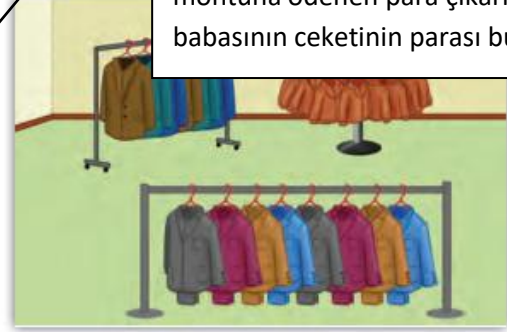 montuna ödenen para çıkarı
babasının ceketinin parası bu